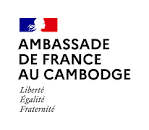 AMBASSADE
DE FRANCE
AU CAMBODGE
Liberté
Égalité
Fraternité